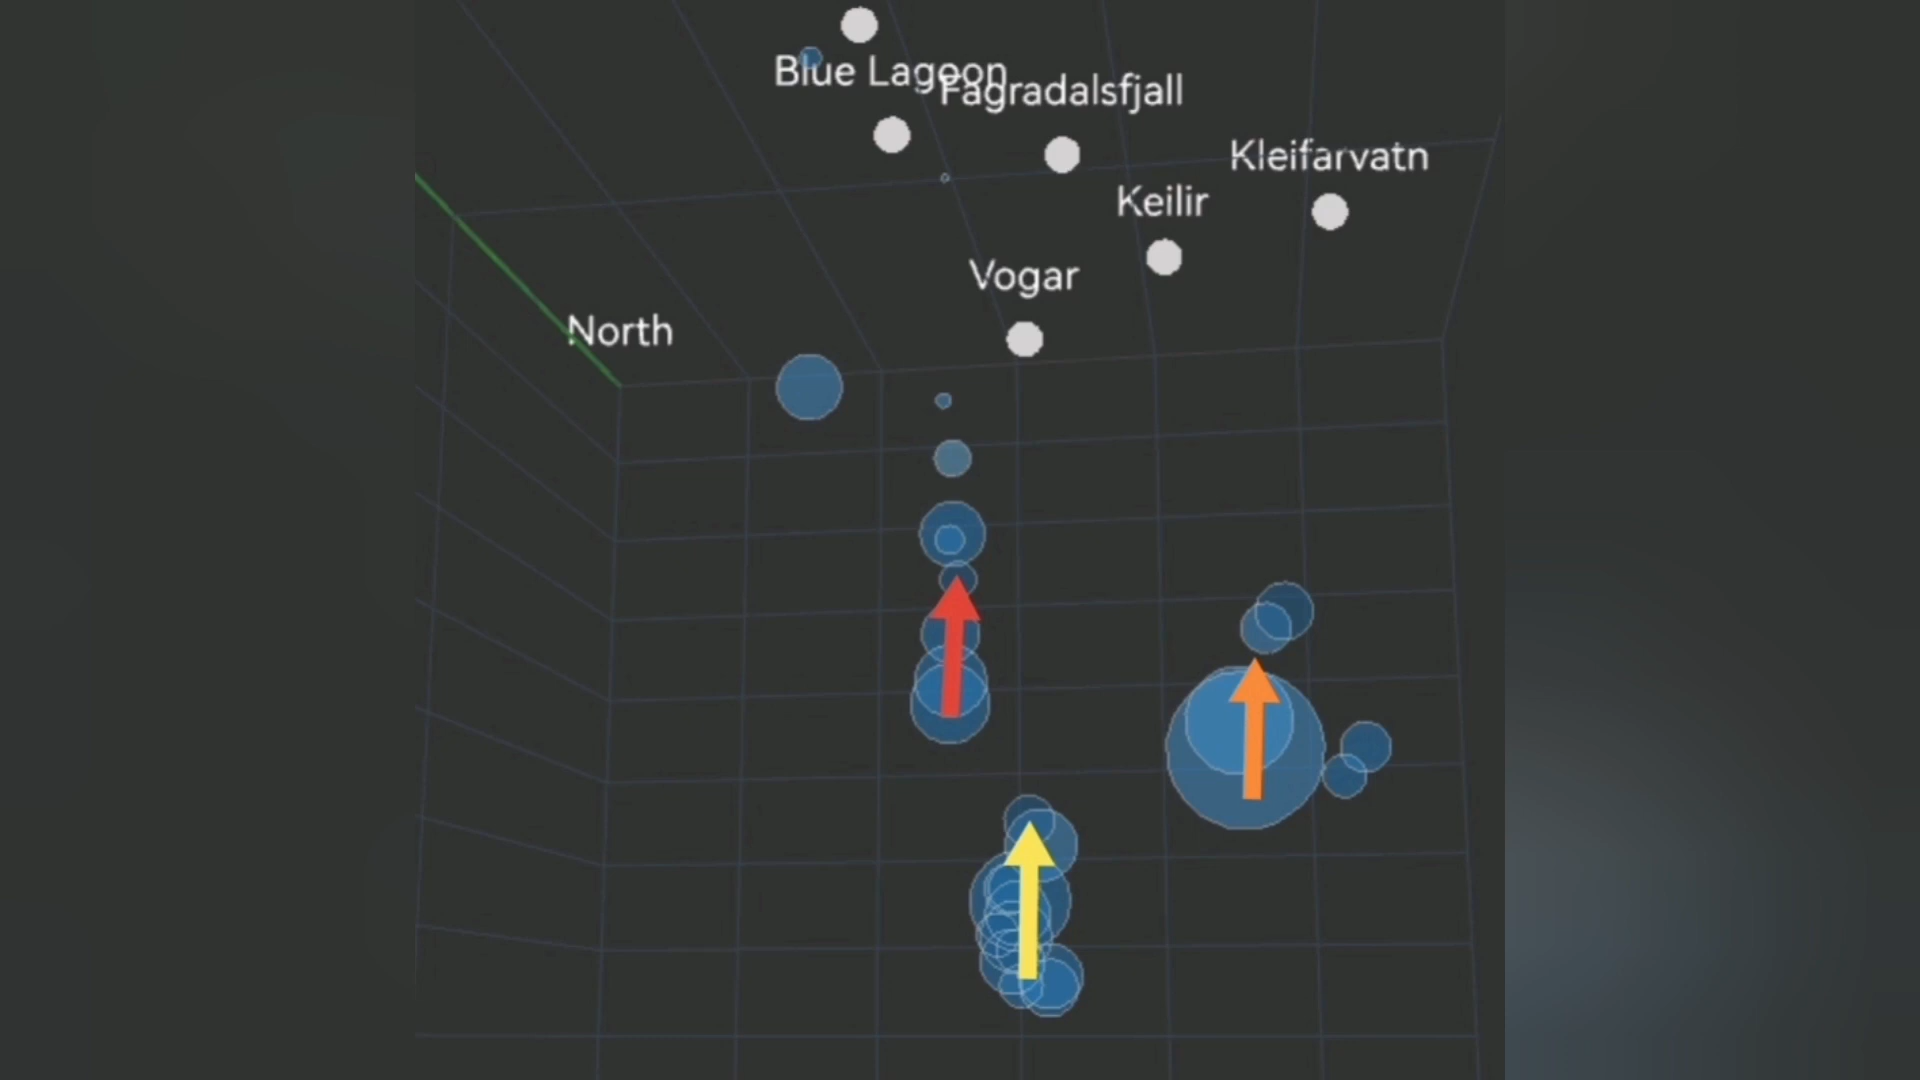 Blue Lagoon
Fagradalsfjall
Kleifarvatn
Keilir
Vogar
North